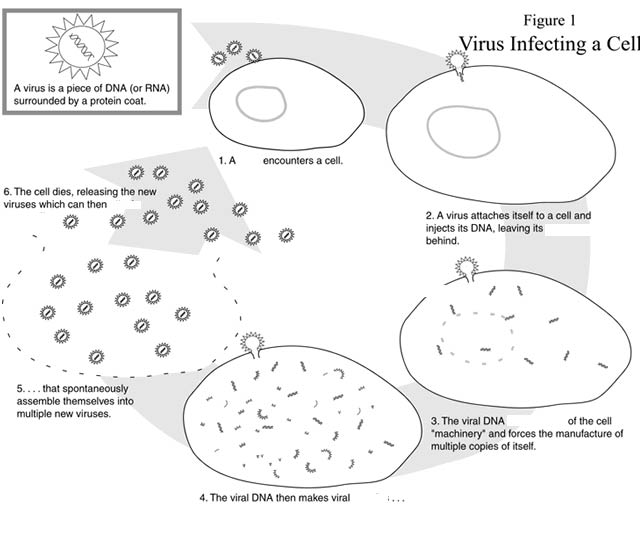 Figure 1
Virus Infecting a Cell
A virus is a piece of DNA (or RNA)
surrounded by a protein coat.
1. A encounters a cell.
2. A virus attaches itself to a cell and
injects its DNA, leaving its
behind.
3. The viral DNA of the cell
"machinery" and forces the manufacture of
multiple copies of itself.
4. The viral DNA then makes viral . . . .
5. . . . that spontaneously
assemble themselves into
multiple new viruses.
6. The cell dies, releasing the new
viruses which can then